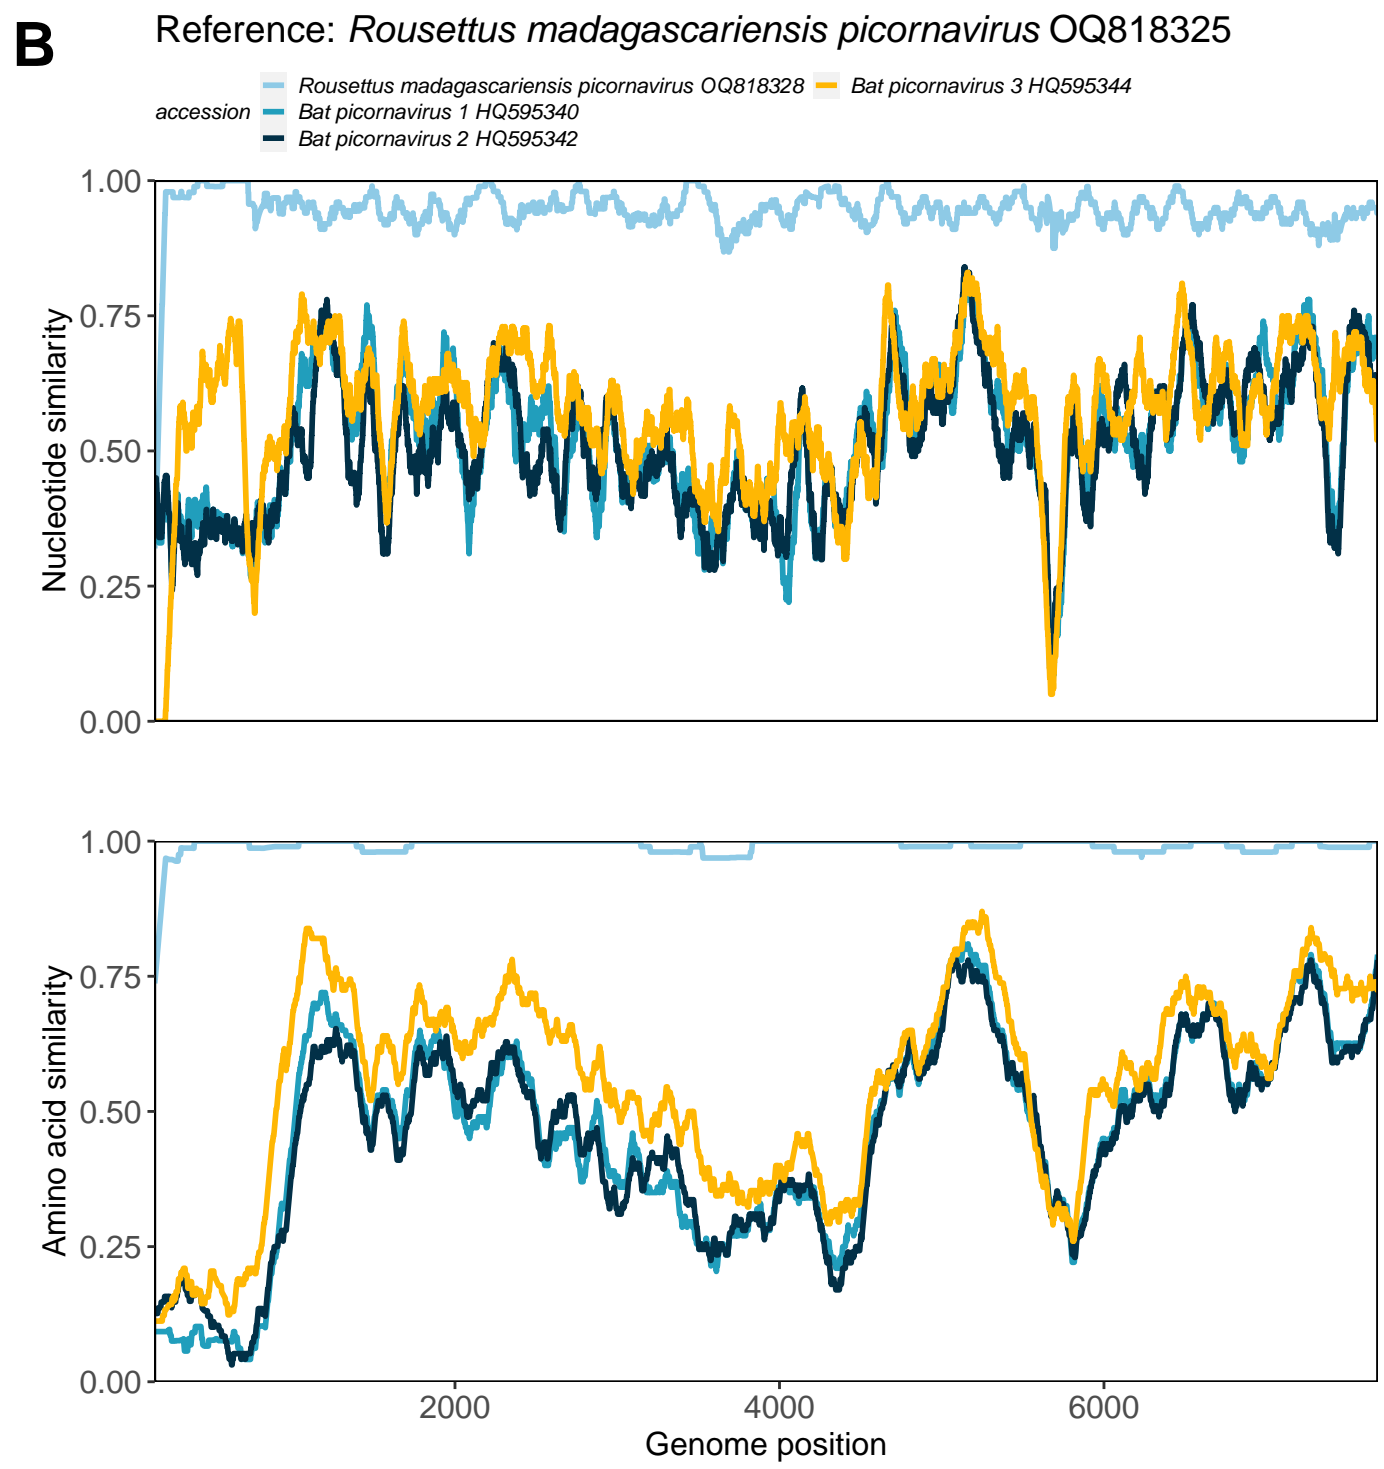 B
Reference: Rousettus madagascariensis picornavirus OQ818325
Rousettus madagascariensis picornavirus OQ818328 Bat picornavirus 3 HQ595344
accession Bat picornavirus 1 HQ595340
Bat picornavirus 2 HQ595342
Nucleotide similarity
1.00
0.75
0.50
0.25
0.00
Amino acid similarity
1.00
0.75
0.50
0.25
0.00
2000 4000 6000
Genome position